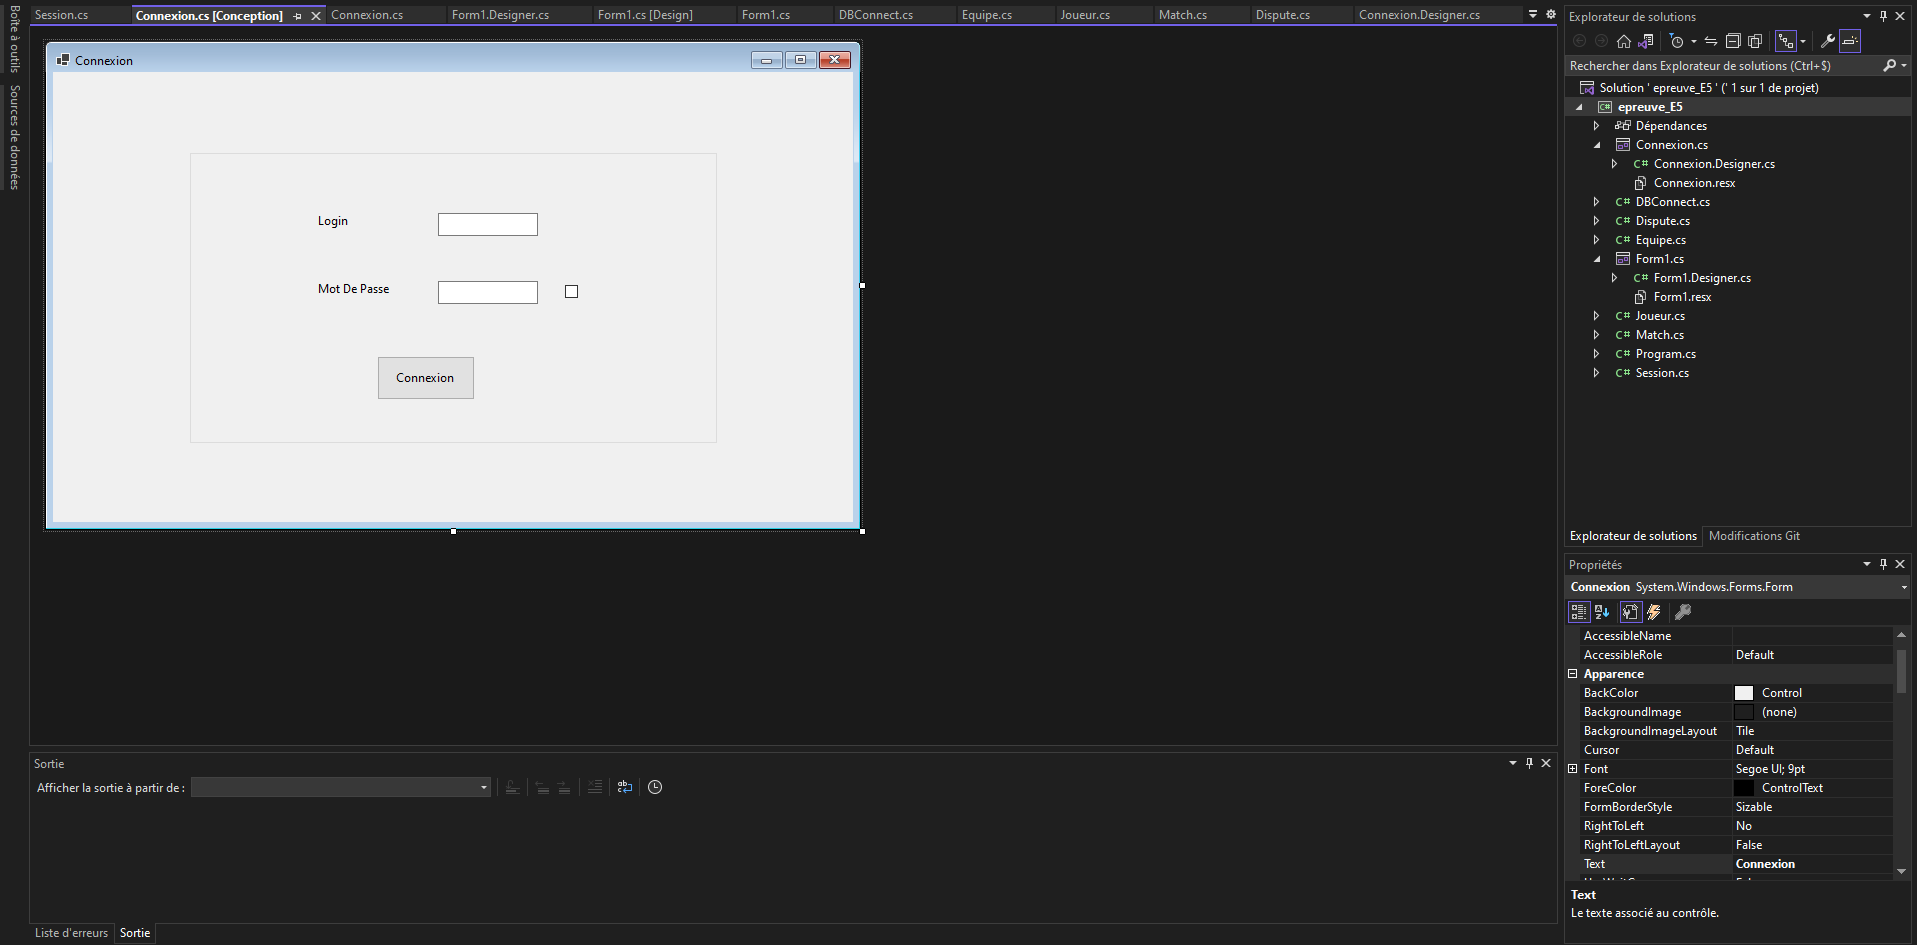 Boîte à outils
Sources de données
Session.cs
Connexion.cs [Conception]
Connexion.cs
Form1.Designer.cs
Form1.cs [Design]
Form1.cs
DBConnect.cs
Equipe.cs
Joueur.cs
Match.cs
Dispute.cs
Connexion.Designer.cs
Connexion
Login
Mot De Passe
Connexion
Explorateur de solutions
Rechercher dans Explorateur de solutions (Ctrl+$)
Solution ' epreuve_E5 ' (' 1 sur 1 de projet)
epreuve_E5
Dépendances
Connexion.cs
C# Connexion.Designer.cs
Connexion.resx
C# DBConnect.cs
C# Dispute.cs
C# Equipe.cs
Form1.cs
C# Form1.Designer.cs
Form1.resx
C# Joueur.cs
C# Match.cs
C# Program.cs
C# Session.cs
Explorateur de solutions
Modifications Git
Propriétés
Connexion System.Windows.Forms.Form
AccessibleName
AccessibleRole Default
Apparence
BackColor Control
BackgroundImage (none)
BackgroundImageLayout Tile
Cursor Default
Font Segoe UI; 9pt
ForeColor ControlText
FormBorderStyle Sizable
RightToLeft No
RightToLeftLayout False
Text Connexion
Text
Le texte associé au contrôle.
Sortie
Afficher la sortie à partir de :
Liste d'erreurs
Sortie